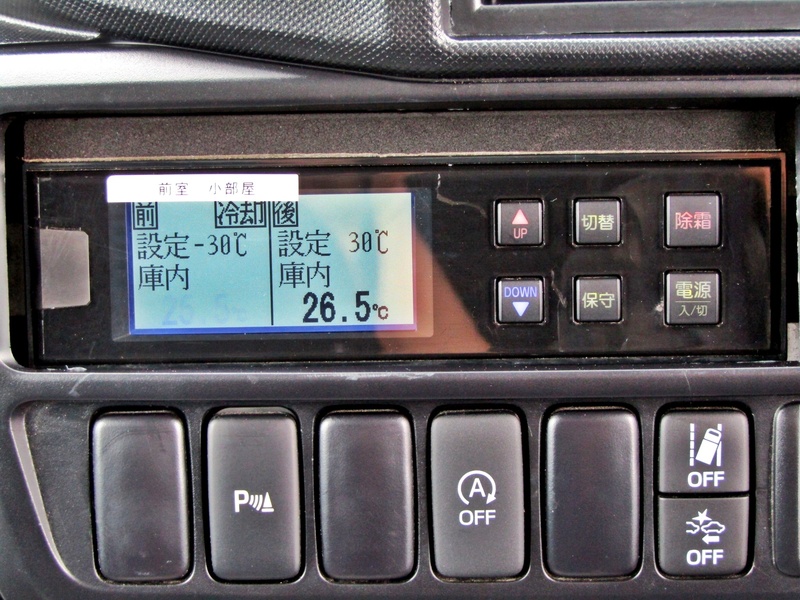 前室 小部屋
前 冷却 後
設定-30℃ 設定 30℃
庫内 庫内
26.5℃
UP 切替 除霜
DOWN 保守 電源
入/切
P
A
OFF
OFF
OFF